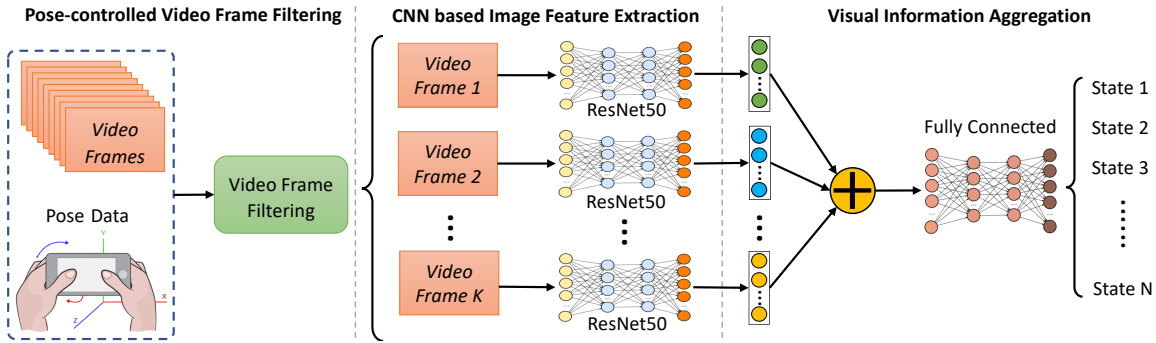 Pose-controlled Video Frame Filtering
Video
Frames
Pose Data
Y
X
Z
Video Frame
Filtering
CNN based Image Feature Extraction
Video
Frame 1
ResNet50
Video
Frame 2
ResNet50
Video
Frame K
ResNet50
Visual Information Aggregation
Fully Connected
State 1
State 2
State 3
State N